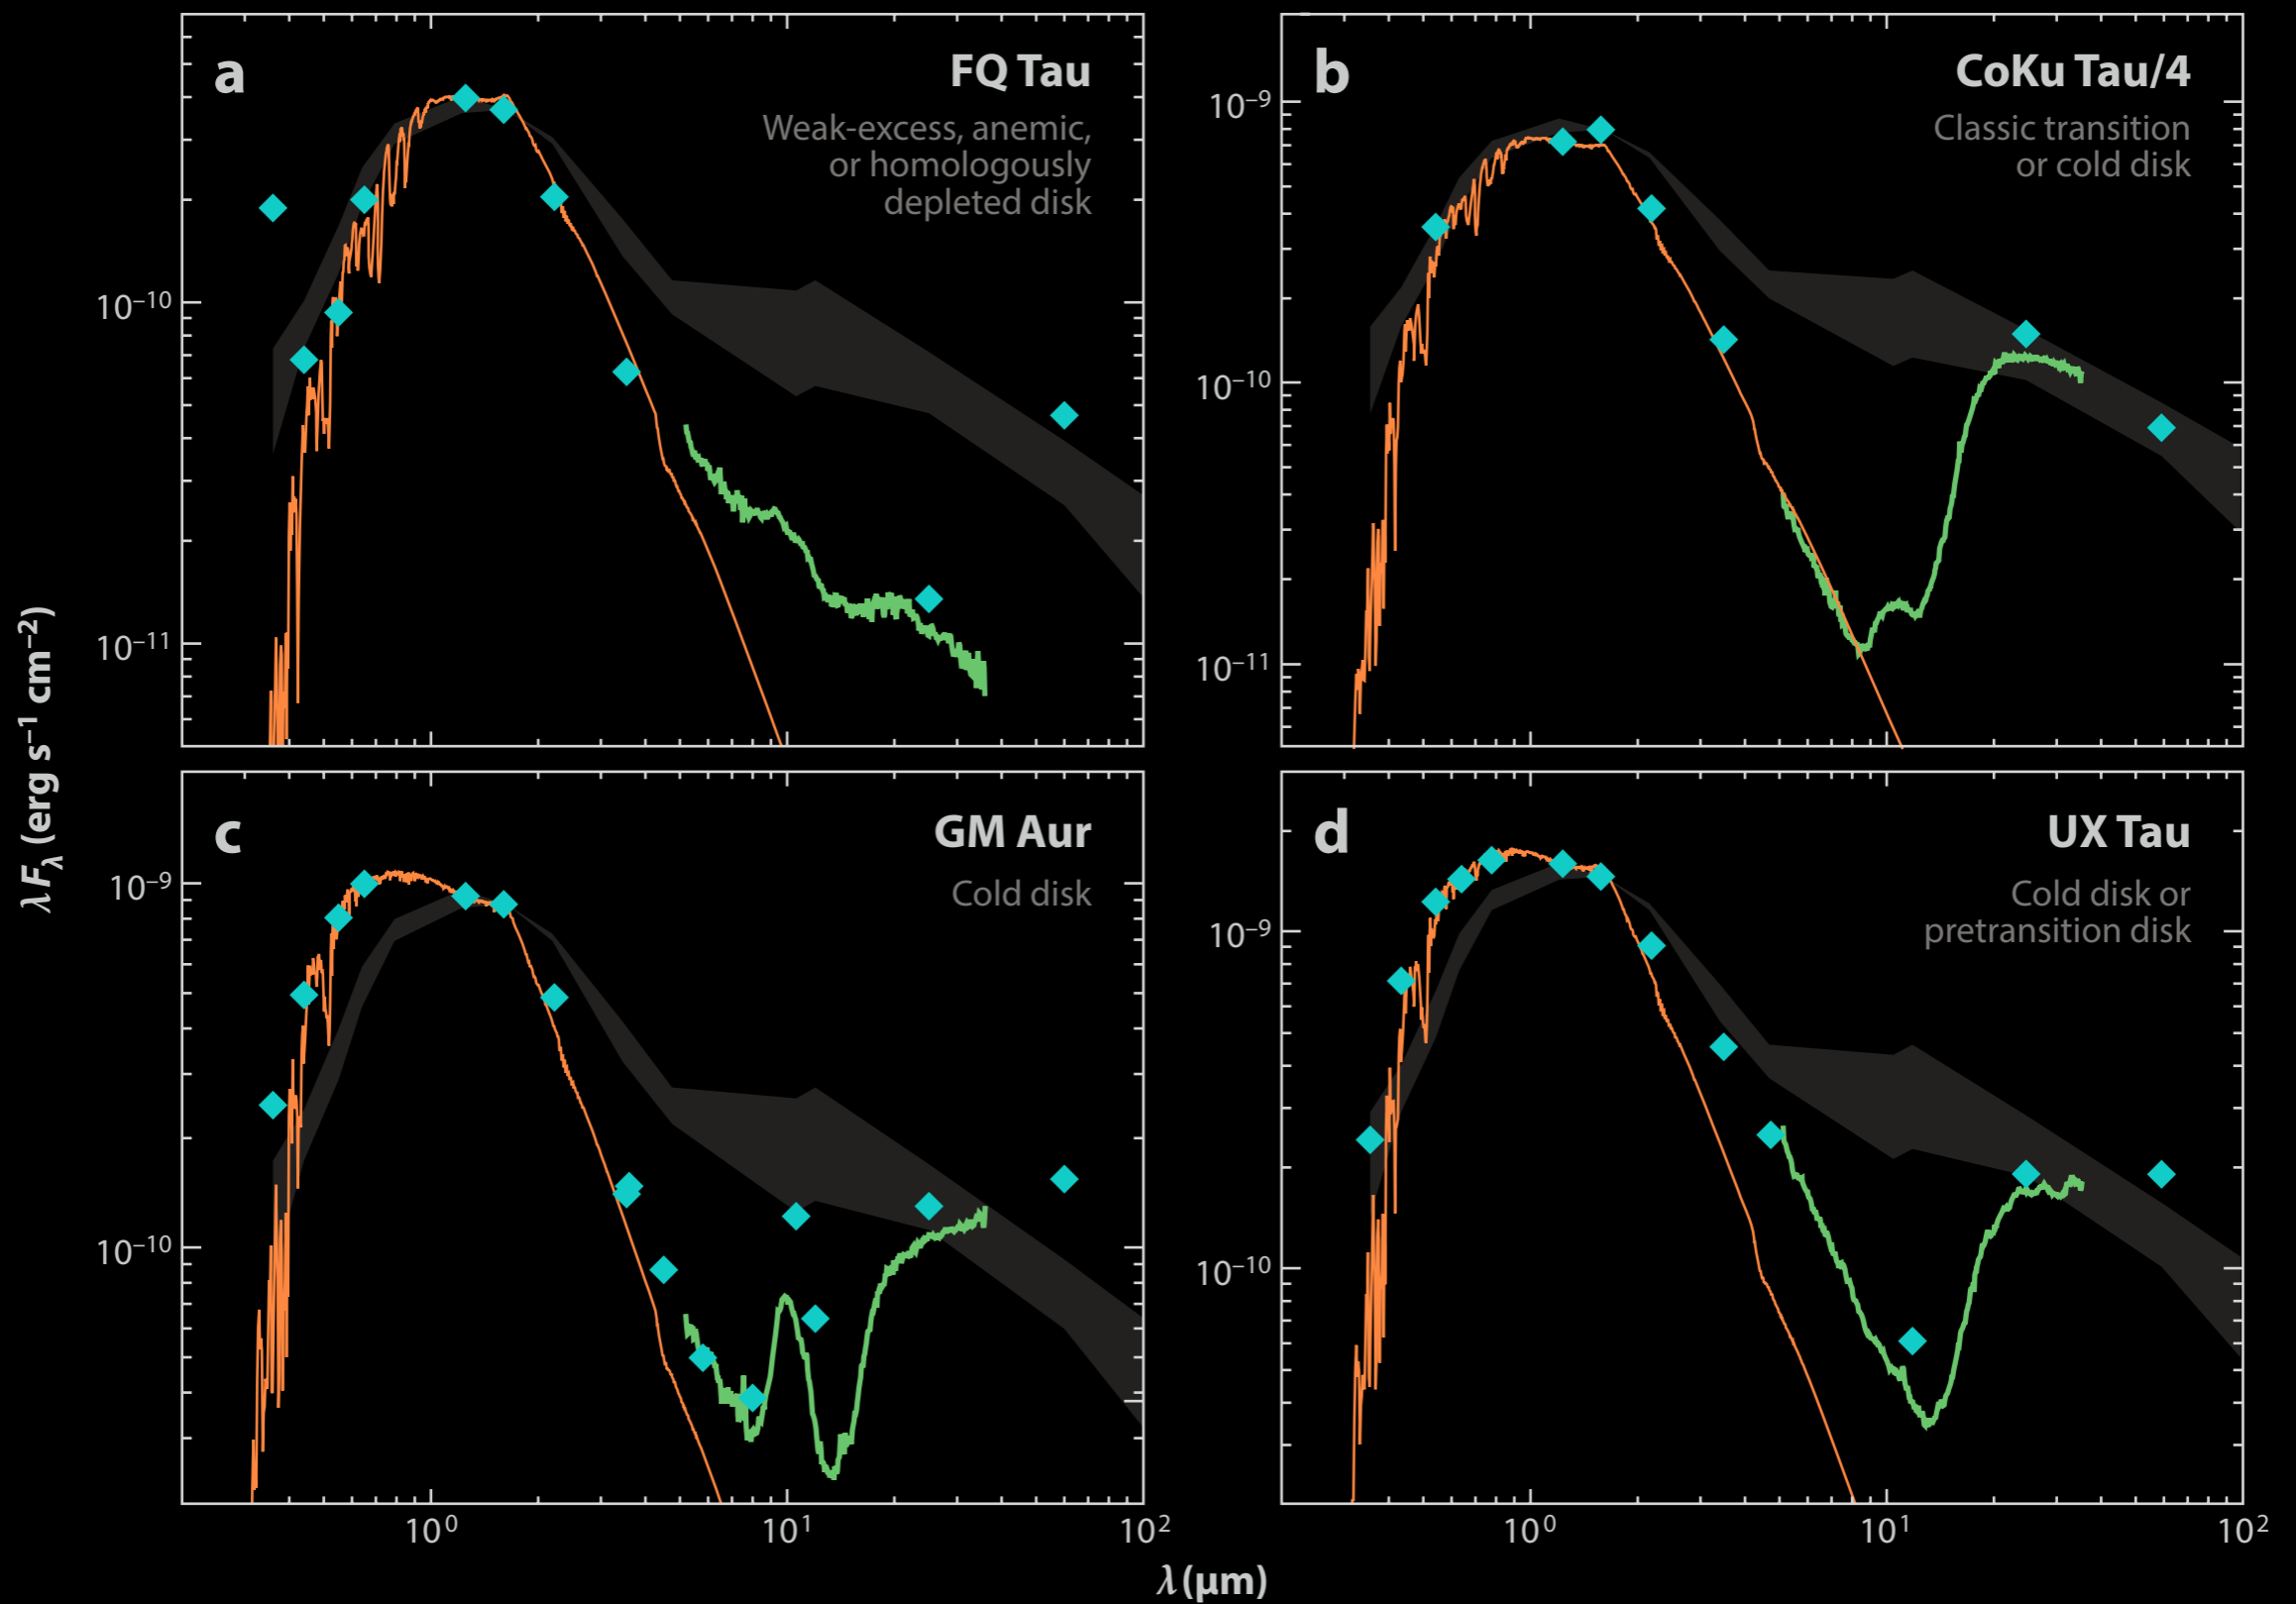 a
FQ Tau
Weak-excess, anemic,
or homologously
depleted disk
10⁻¹⁰
10⁻¹¹
b
CoKu Tau/4
Classic transition
or cold disk
10⁻⁹
10⁻¹⁰
10⁻¹¹
λFλ (erg s⁻¹ cm⁻²)
c
GM Aur
Cold disk
10⁻⁹
10⁻¹⁰
10⁰ 10¹ 10²
d
UX Tau
Cold disk or
pretransition disk
10⁻⁹
10⁻¹⁰
10⁰ 10¹ 10²
λ (μm)